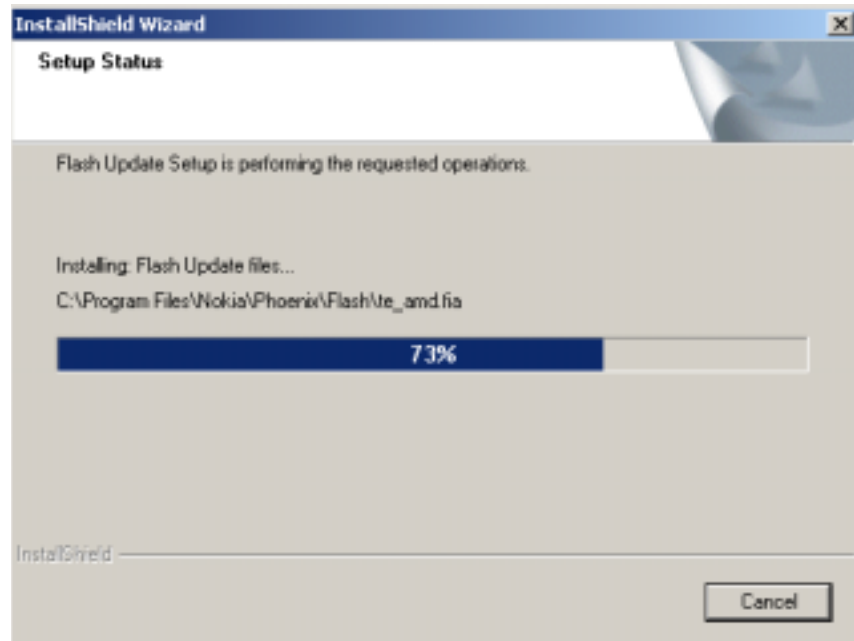 InstallShield Wizard
Setup Status
Flash Update Setup is performing the requested operations.
Installing: Flash Update files...
C:\Program Files\Nokia\Phoenix\Flash\te_amd.fia
73%
InstallShield
Cancel